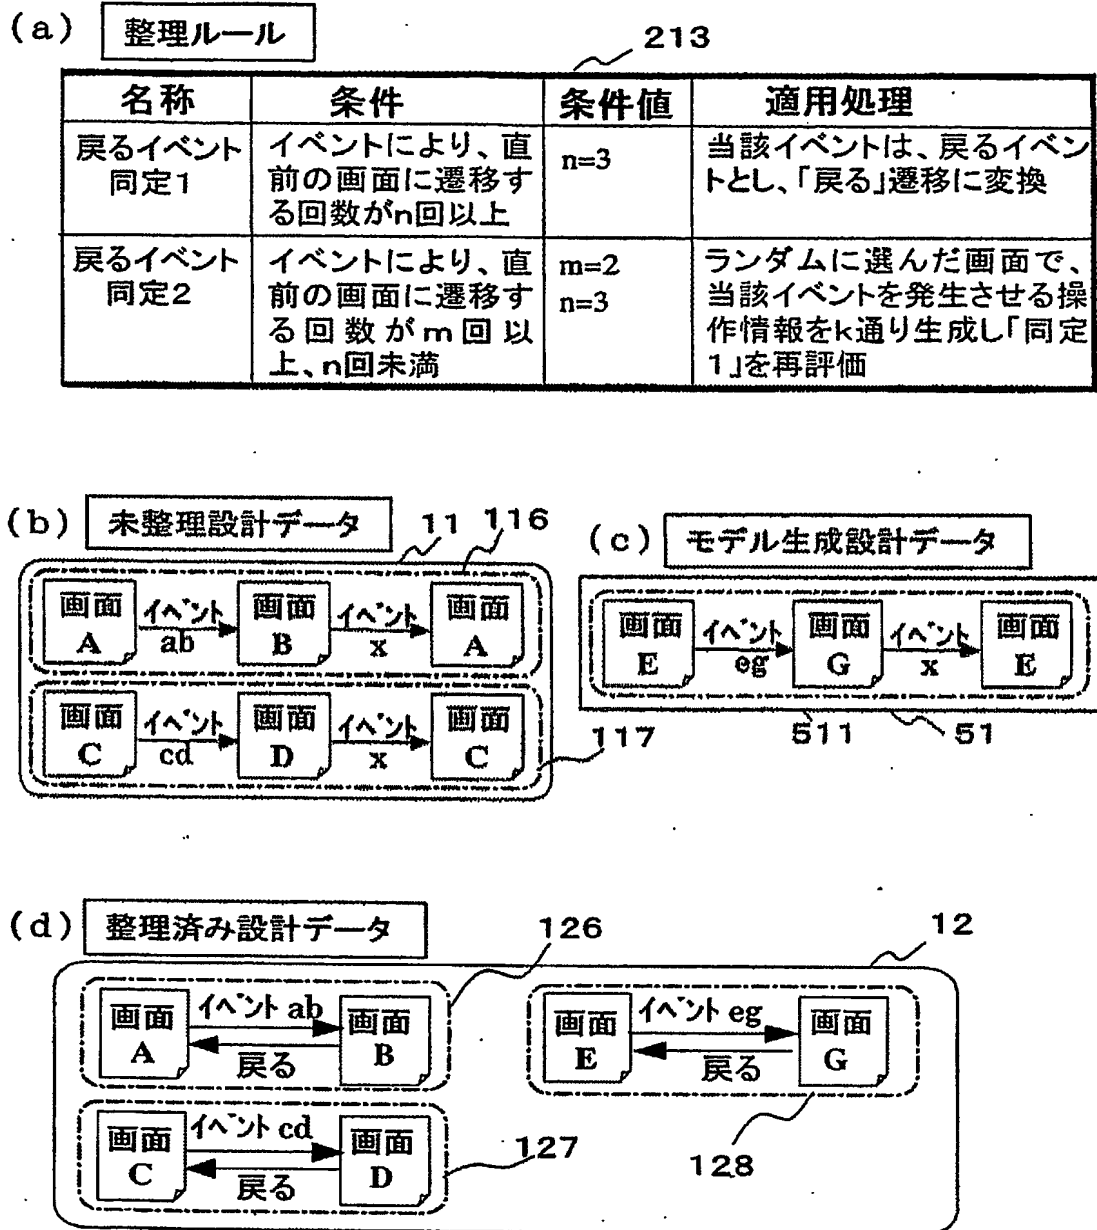 (a) 整理ルール
213
名称 条件 条件値 適用処理
戻るイベント
同定1
イベントにより、直
前の画面に遷移す
る回数がn回以上
n=3
当該イベントは、戻るイベン
トとし、「戻る」遷移に変換
戻るイベント
同定2
イベントにより、直
前の画面に遷移す
る回数がm回以
上、n回未満
m=2
n=3
ランダムに選んだ画面で、
当該イベントを発生させる操
作情報をk通り生成し「同定
1」を再評価
(b) 未整理設計データ
11 116
画面 イベント 画面 イベント 画面
A ab B x A
画面 イベント 画面 イベント 画面
C cd D x C
117
(c) モデル生成設計データ
画面 イベント 画面 イベント 画面
E eg G x E
511 51
(d) 整理済み設計データ
126 12
画面 イベント ab 画面
A 戻る B
画面 イベント eg 画面
E 戻る G
画面 イベント cd 画面
C 戻る D
127 128